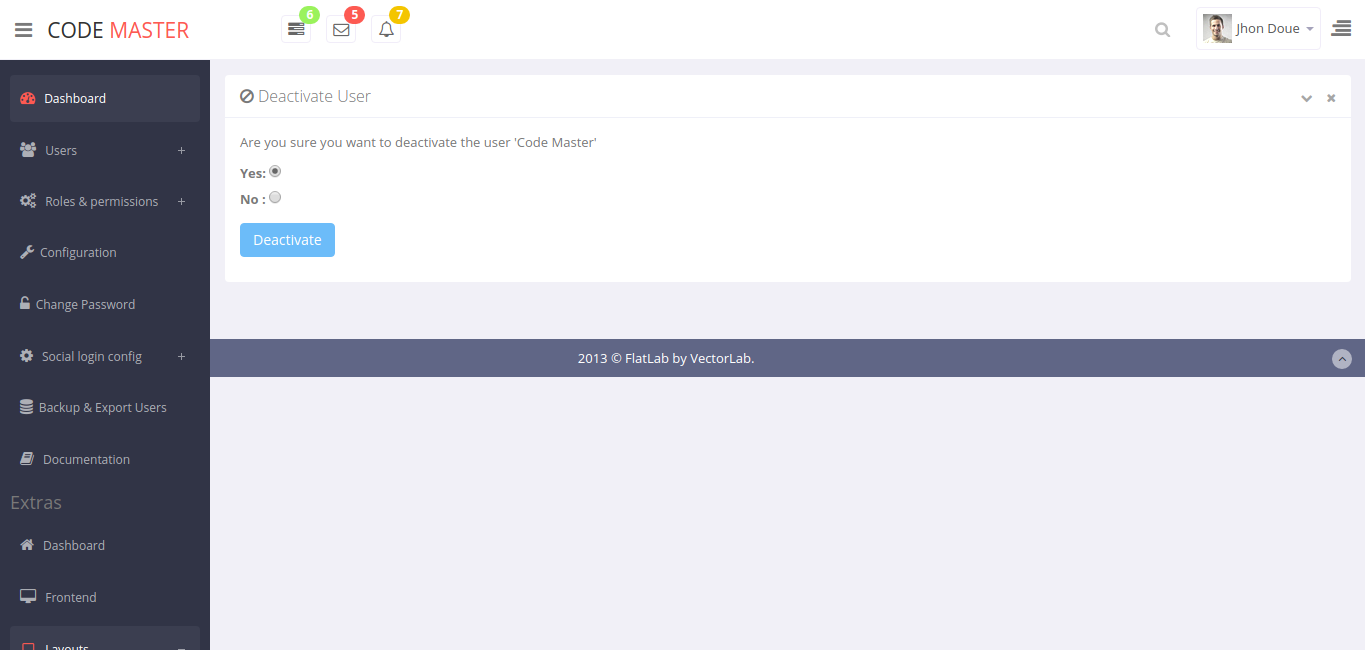 CODE MASTER
6
5
7
Jhon Doue
Dashboard
Users +
Roles & permissions +
Configuration
Change Password
Social login config +
Backup & Export Users
Documentation
Extras
Dashboard
Frontend
Layouts
Deactivate User
Are you sure you want to deactivate the user 'Code Master'
Yes:
No :
Deactivate
2013 © FlatLab by VectorLab.